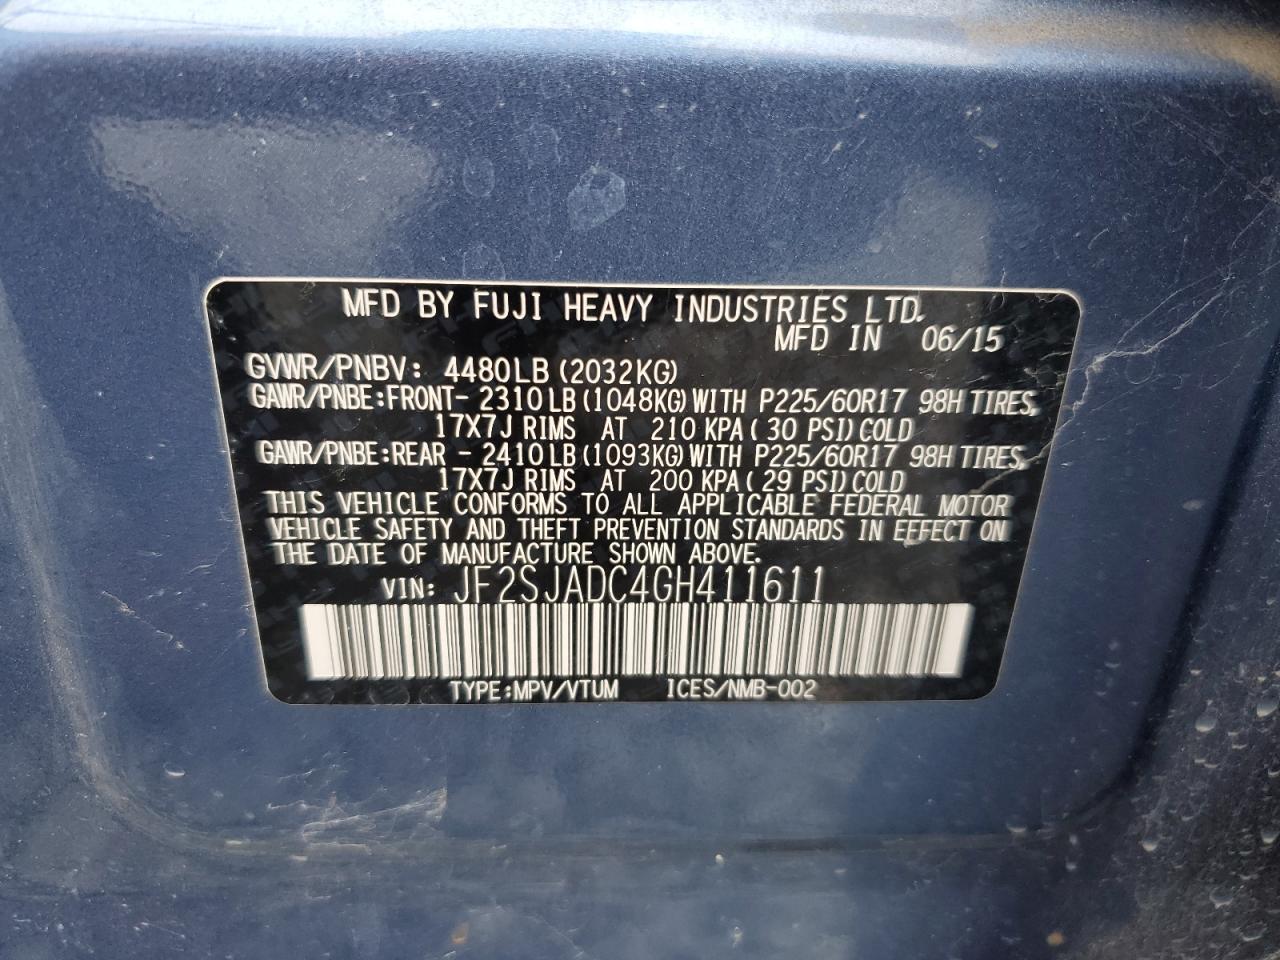 MFD BY FUJI HEAVY INDUSTRIES LTD.
MFD IN 06/15
GVWR/PNBV: 4480LB (2032KG)
GAWR/PNBE:FRONT- 2310LB (1048KG) WITH P225/60R17 98H TIRES,
17X7J RIMS AT 210 KPA ( 30 PSI) COLD
GAWR/PNBE:REAR - 2410LB (1093KG) WITH P225/60R17 98H TIRES,
17X7J RIMS AT 200 KPA ( 29 PSI) COLD
THIS VEHICLE CONFORMS TO ALL APPLICABLE FEDERAL MOTOR
VEHICLE SAFETY AND THEFT PREVENTION STANDARDS IN EFFECT ON
THE DATE OF MANUFACTURE SHOWN ABOVE.
VIN: JF2SJADC4GH411611
TYPE:MPV/VTUM ICES/NMB-002